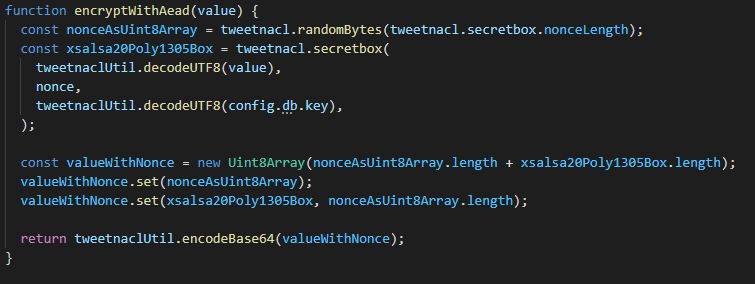 function encryptWithAead(value) {
  const nonceAsUint8Array = tweetnacl.randomBytes(tweetnacl.secretbox.nonceLength);
  const xsalsa20Poly1305Box = tweetnacl.secretbox(
    tweetnaclUtil.decodeUTF8(value),
    nonce,
    tweetnaclUtil.decodeUTF8(config.db.key),
  );

  const valueWithNonce = new Uint8Array(nonceAsUint8Array.length + xsalsa20Poly1305Box.length);
  valueWithNonce.set(nonceAsUint8Array);
  valueWithNonce.set(xsalsa20Poly1305Box, nonceAsUint8Array.length);

  return tweetnaclUtil.encodeBase64(valueWithNonce);
}